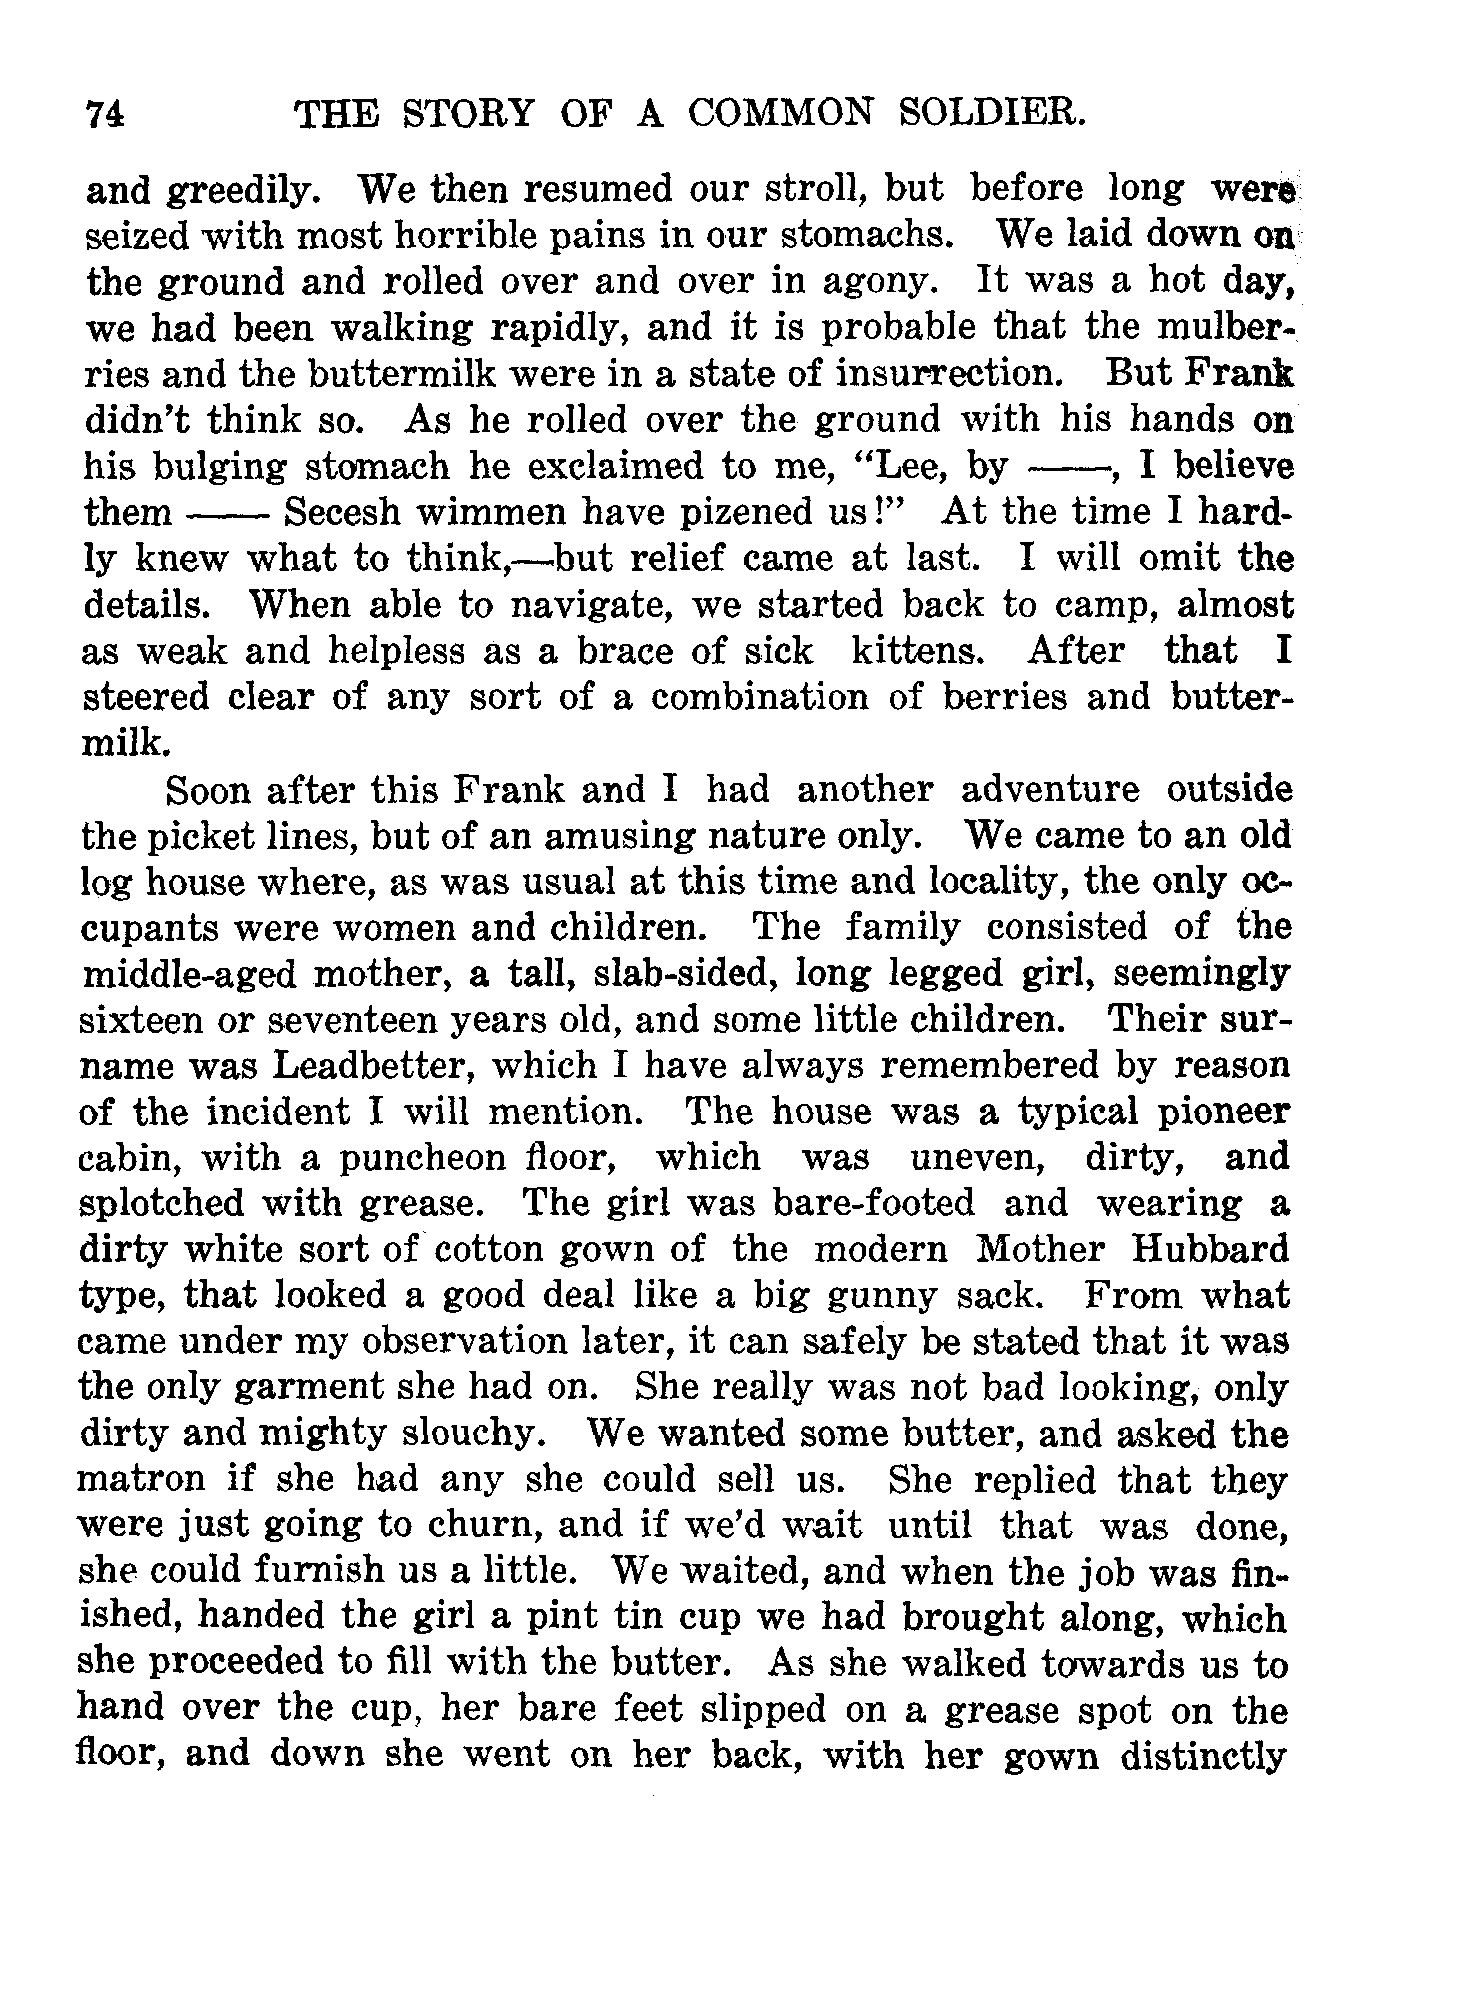 74 THE STORY OF A COMMON SOLDIER.
and greedily. We then resumed our stroll, but before long were
seized with most horrible pains in our stomachs. We laid down on
the ground and rolled over and over in agony. It was a hot day,
we had been walking rapidly, and it is probable that the mulber-
ries and the buttermilk were in a state of insurrection. But Frank
didn't think so. As he rolled over the ground with his hands on
his bulging stomach he exclaimed to me, "Lee, by ——, I believe
them —— Secesh wimmen have pizened us!" At the time I hard-
ly knew what to think,—but relief came at last. I will omit the
details. When able to navigate, we started back to camp, almost
as weak and helpless as a brace of sick kittens. After that I
steered clear of any sort of a combination of berries and butter-
milk.
Soon after this Frank and I had another adventure outside
the picket lines, but of an amusing nature only. We came to an old
log house where, as was usual at this time and locality, the only oc-
cupants were women and children. The family consisted of the
middle-aged mother, a tall, slab-sided, long legged girl, seemingly
sixteen or seventeen years old, and some little children. Their sur-
name was Leadbetter, which I have always remembered by reason
of the incident I will mention. The house was a typical pioneer
cabin, with a puncheon floor, which was uneven, dirty, and
splotched with grease. The girl was bare-footed and wearing a
dirty white sort of cotton gown of the modern Mother Hubbard
type, that looked a good deal like a big gunny sack. From what
came under my observation later, it can safely be stated that it was
the only garment she had on. She really was not bad looking, only
dirty and mighty slouchy. We wanted some butter, and asked the
matron if she had any she could sell us. She replied that they
were just going to churn, and if we'd wait until that was done,
she could furnish us a little. We waited, and when the job was fin-
ished, handed the girl a pint tin cup we had brought along, which
she proceeded to fill with the butter. As she walked towards us to
hand over the cup, her bare feet slipped on a grease spot on the
floor, and down she went on her back, with her gown distinctly